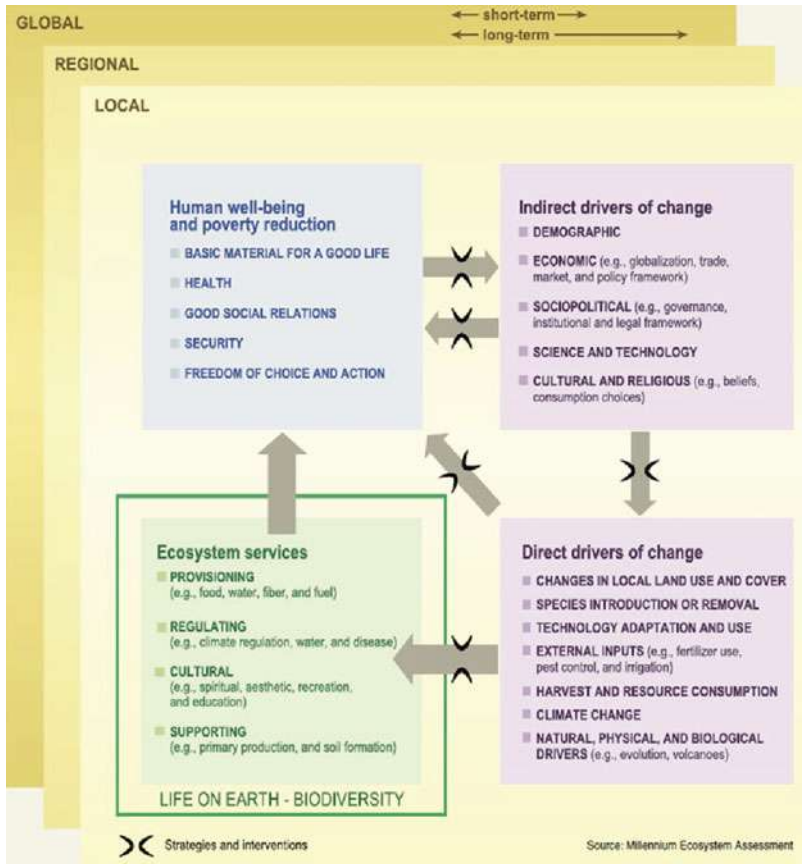 GLOBAL
short-term
long-term
REGIONAL
LOCAL
Human well-being
and poverty reduction
BASIC MATERIAL FOR A GOOD LIFE
HEALTH
GOOD SOCIAL RELATIONS
SECURITY
FREEDOM OF CHOICE AND ACTION
Indirect drivers of change
DEMOGRAPHIC
ECONOMIC (e.g., globalization, trade,
market, and policy framework)
SOCIOPOLITICAL (e.g., governance,
institutional and legal framework)
SCIENCE AND TECHNOLOGY
CULTURAL AND RELIGIOUS (e.g., beliefs,
consumption choices)
Ecosystem services
PROVISIONING
(e.g., food, water, fiber, and fuel)
REGULATING
(e.g., climate regulation, water, and disease)
CULTURAL
(e.g., spiritual, aesthetic, recreation,
and education)
SUPPORTING
(e.g., primary production, and soil formation)
LIFE ON EARTH - BIODIVERSITY
Direct drivers of change
CHANGES IN LOCAL LAND USE AND COVER
SPECIES INTRODUCTION OR REMOVAL
TECHNOLOGY ADAPTATION AND USE
EXTERNAL INPUTS (e.g., fertilizer use,
pest control, and irrigation)
HARVEST AND RESOURCE CONSUMPTION
CLIMATE CHANGE
NATURAL, PHYSICAL, AND BIOLOGICAL
DRIVERS (e.g., evolution, volcanoes)
Strategies and interventions
Source: Millennium Ecosystem Assessment